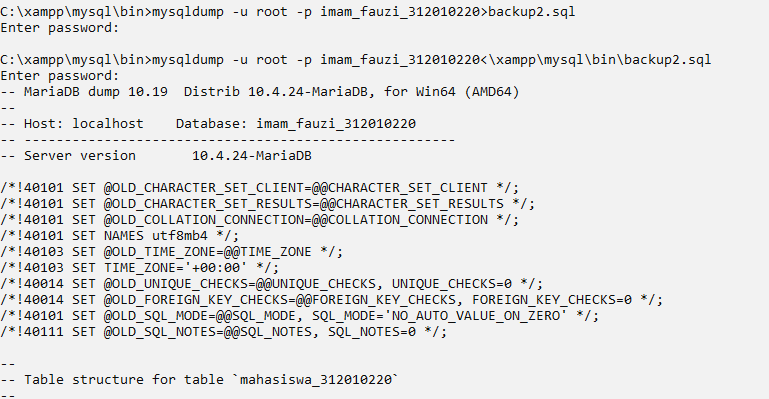 C:\xampp\mysql\bin>mysqldump -u root -p imam_fauzi_312010220>backup2.sql
Enter password:
C:\xampp\mysql\bin>mysqldump -u root -p imam_fauzi_312010220<\xampp\mysql\bin\backup2.sql
Enter password:
-- MariaDB dump 10.19  Distrib 10.4.24-MariaDB, for Win64 (AMD64)
--
-- Host: localhost    Database: imam_fauzi_312010220
-- ------------------------------------------------------
-- Server version       10.4.24-MariaDB
/*!40101 SET @OLD_CHARACTER_SET_CLIENT=@@CHARACTER_SET_CLIENT */;
/*!40101 SET @OLD_CHARACTER_SET_RESULTS=@@CHARACTER_SET_RESULTS */;
/*!40101 SET @OLD_COLLATION_CONNECTION=@@COLLATION_CONNECTION */;
/*!40101 SET NAMES utf8mb4 */;
/*!40103 SET @OLD_TIME_ZONE=@@TIME_ZONE */;
/*!40103 SET TIME_ZONE='+00:00' */;
/*!40014 SET @OLD_UNIQUE_CHECKS=@@UNIQUE_CHECKS, UNIQUE_CHECKS=0 */;
/*!40014 SET @OLD_FOREIGN_KEY_CHECKS=@@FOREIGN_KEY_CHECKS, FOREIGN_KEY_CHECKS=0 */;
/*!40101 SET @OLD_SQL_MODE=@@SQL_MODE, SQL_MODE='NO_AUTO_VALUE_ON_ZERO' */;
/*!40111 SET @OLD_SQL_NOTES=@@SQL_NOTES, SQL_NOTES=0 */;
--
-- Table structure for table `mahasiswa_312010220`
--